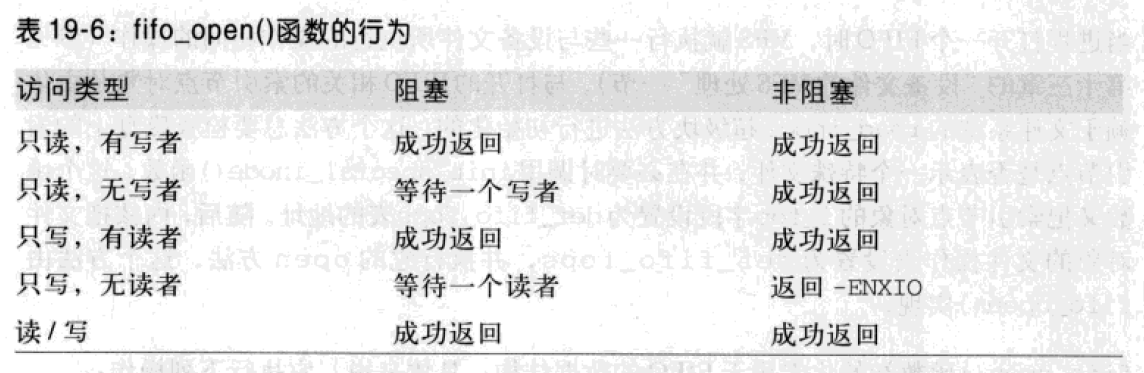 表 19-6：fifo_open()函数的行为
访问类型 阻塞 非阻塞
只读，有写者 成功返回 成功返回
只读，无写者 等待一个写者 成功返回
只写，有读者 成功返回 成功返回
只写，无读者 等待一个读者 返回 -ENXIO
读 / 写 成功返回 成功返回